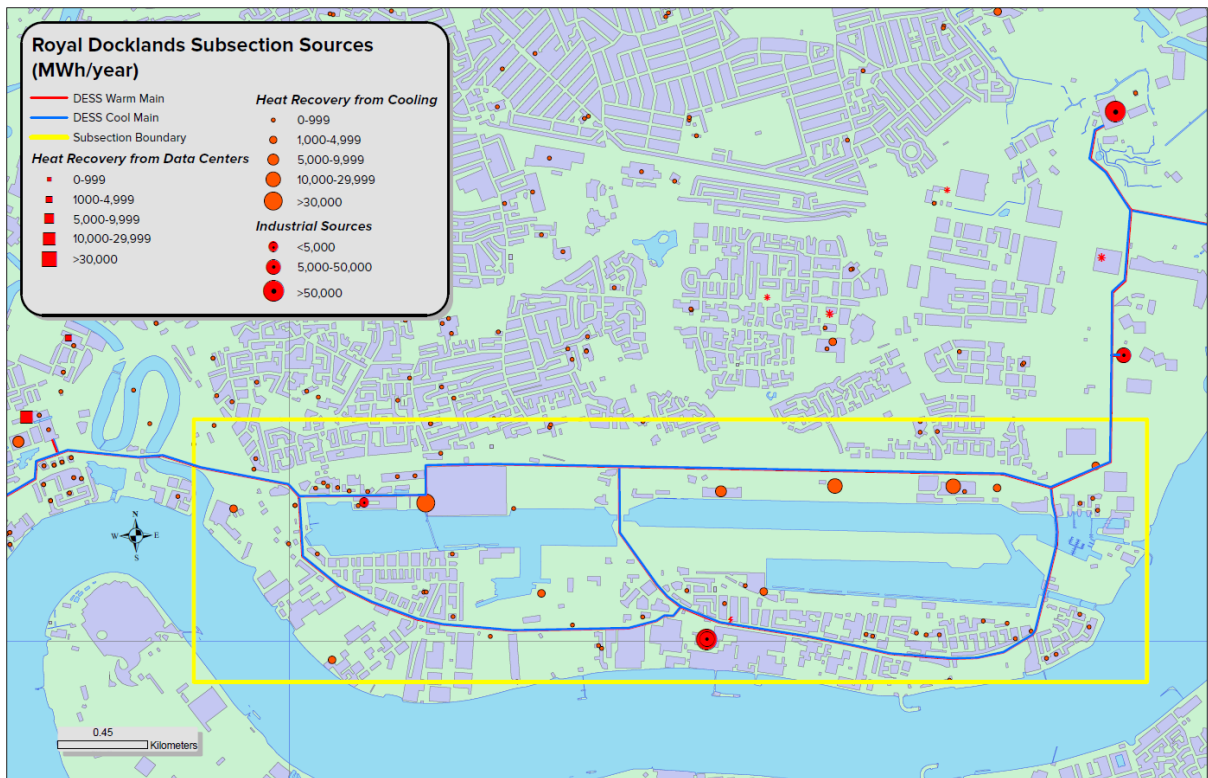 Royal Docklands Subsection Sources
(MWh/year)
DESS Warm Main
DESS Cool Main
Subsection Boundary
Heat Recovery from Data Centers
0-999
1000-4,999
5,000-9,999
10,000-29,999
>30,000
Heat Recovery from Cooling
0-999
1,000-4,999
5,000-9,999
10,000-29,999
>30,000
Industrial Sources
<5,000
5,000-50,000
>50,000
N
W
E
S
0.45
Kilometers